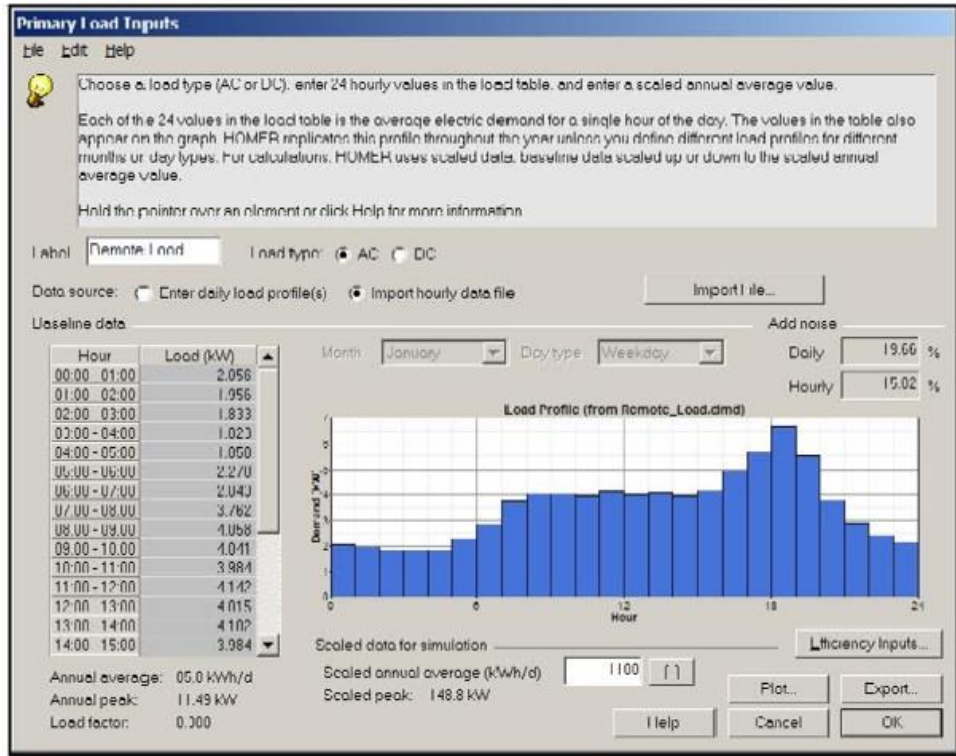 Primary Load Inputs
File Edit Help
Choose a load type (AC or DC), enter 24 hourly values in the load table, and enter a scaled annual average value.
Each of the 24 values in the load table is the average electric demand for a single hour of the day. The values in the table also
appear on the graph. HOMER replicates this profile throughout the year unless you define different load profiles for different
months or day types. For calculations, HOMER uses scaled data: baseline data scaled up or down to the scaled annual
average value.
Hold the pointer over an element or click Help for more information
Label Remote Load Load type: AC DC
Data source: Enter daily load profile(s) Import hourly data file Import File...
Baseline data Add noise
Month January Day type Weekday Daily 19.66 %
Hourly 15.02 %
Hour Load (kW)
00:00 01:00 2.056
01:00 02:00 1.956
02:00 03:00 1.833
03:00 - 04:00
04:00 - 05:00
05:00 - 06:00 2.270
06:00 - 07:00
07:00 - 08:00 3.762
08:00 - 09:00 4.058
09:00 - 10:00 4.041
10:00 - 11:00 3.984
11:00 - 12:00 4.142
12:00 13:00 4.015
13:00 14:00 4.102
14:00 15:00 3.984
Load Profile (from Remote_Load.dmd)
Demand (kW)
7
6
5
4
3
2
1
0
0 6 12 18 24
Hour
Annual average: kWh/d
Annual peak: 11.49 kW
Load factor:
Scaled data for simulation Efficiency Inputs...
Scaled annual average (kWh/d) 1100
Scaled peak: 148.8 kW
Plot... Export...
Help Cancel OK